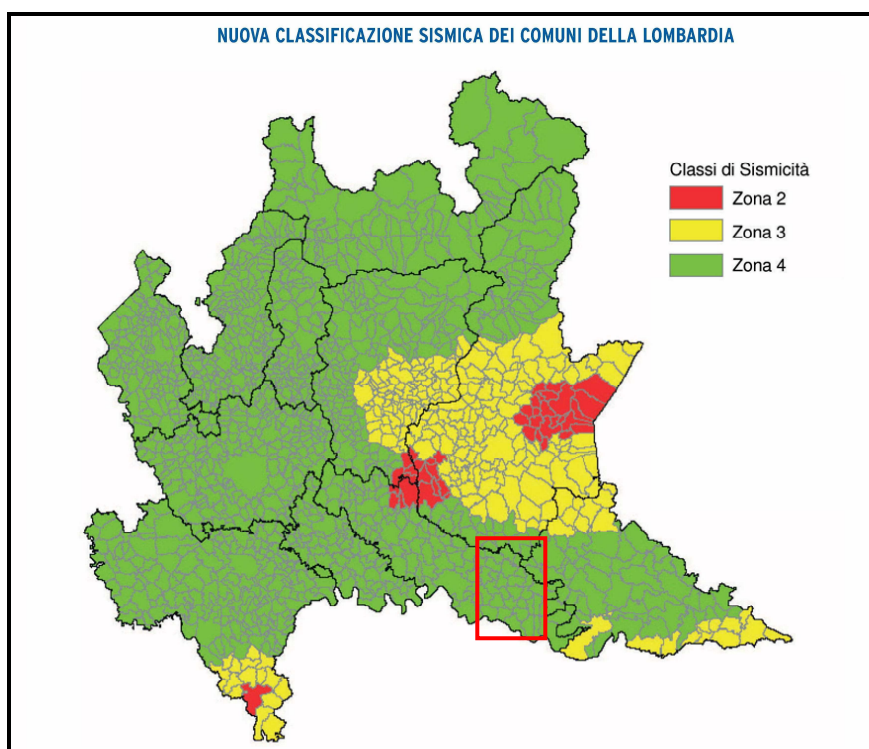 NUOVA CLASSIFICAZIONE SISMICA DEI COMUNI DELLA LOMBARDIA
Classi di Sismicità
Zona 2
Zona 3
Zona 4